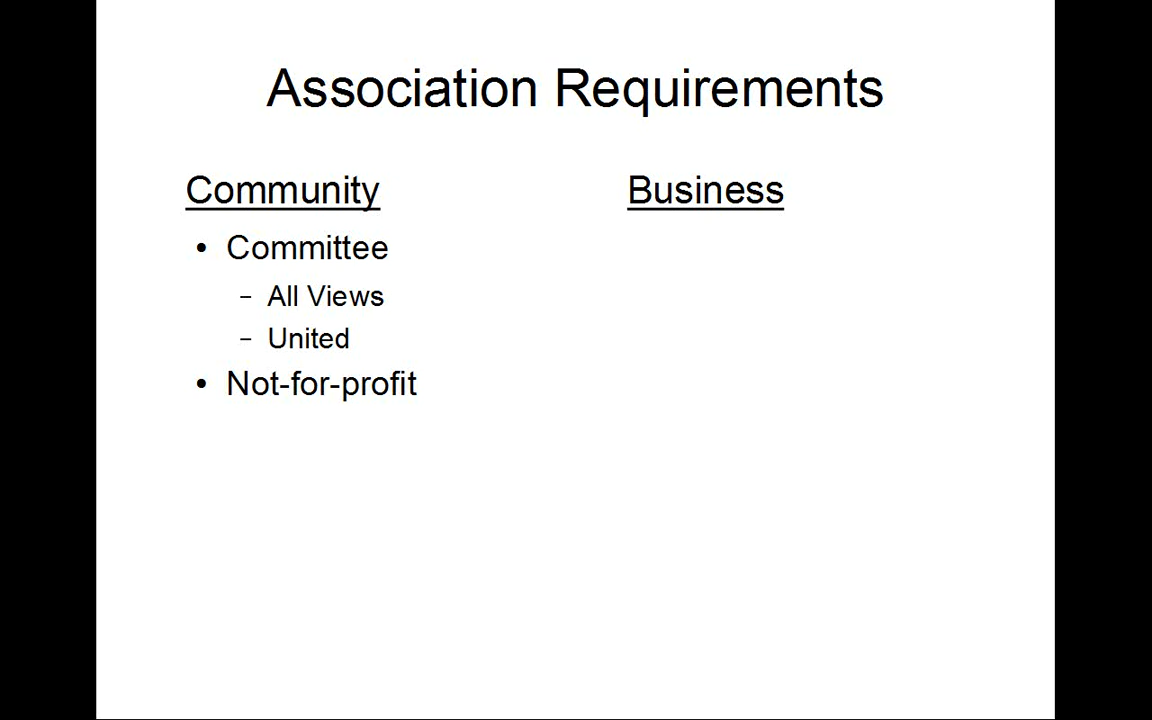 Association Requirements
Community
• Committee
– All Views
– United
• Not-for-profit
Business